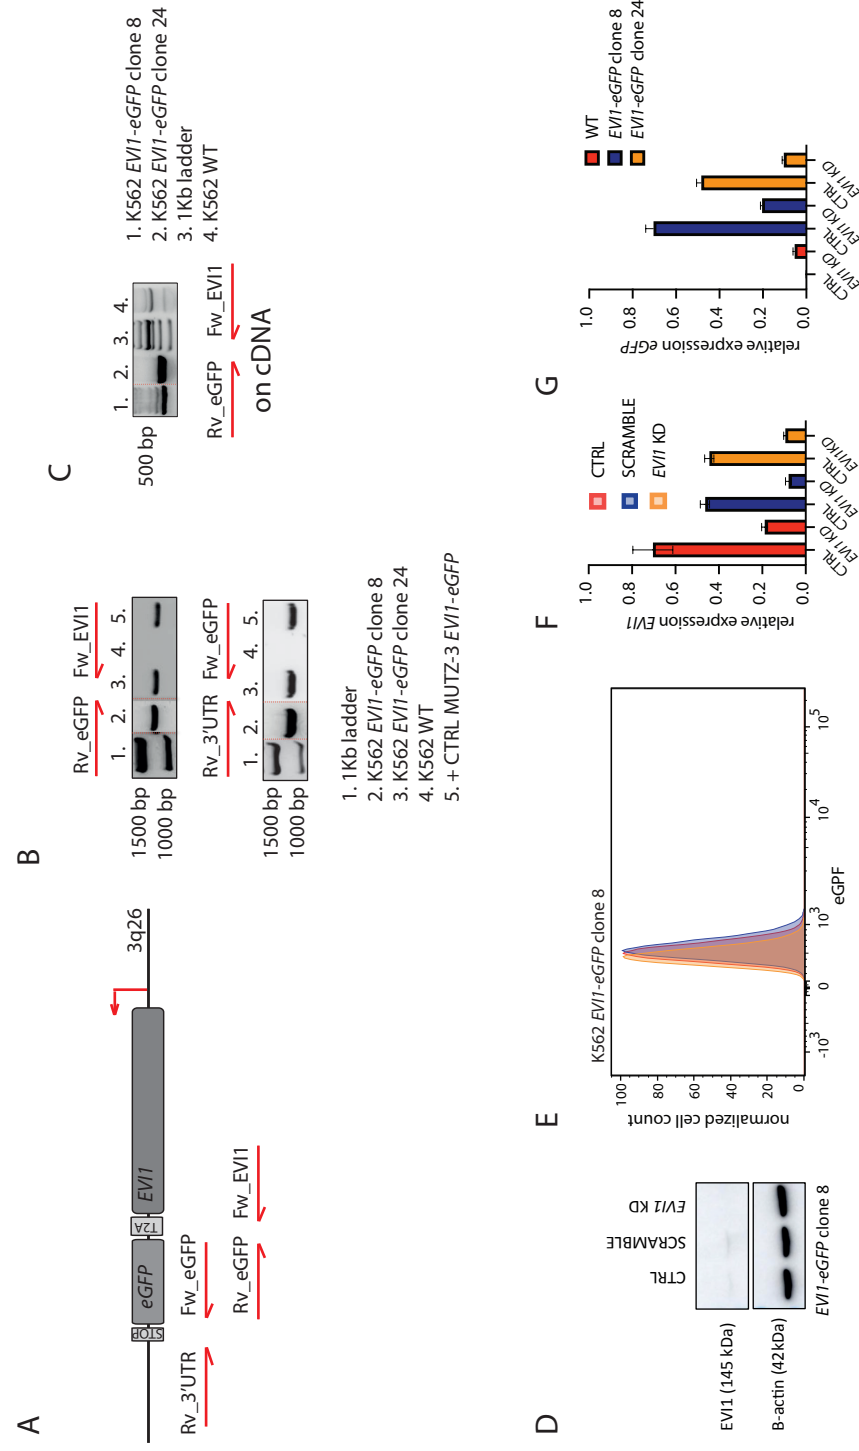 A
3q26
STOP
eGFP
T2A
EVI1
Rv_3'UTR
Fw_eGFP
Rv_eGFP
Fw_EVI1
B
Rv_eGFP
Fw_EVI1
1.
2.
3.
4.
5.
1500 bp
1000 bp
Rv_3'UTR
Fw_eGFP
1.
2.
3.
4.
5.
1500 bp
1000 bp
1. 1Kb ladder
2. K562 EVI1-eGFP clone 8
3. K562 EVI1-eGFP clone 24
4. K562 WT
5. + CTRL MUTZ-3 EVI1-eGFP
C
1.
2.
3.
4.
500 bp
Rv_eGFP
Fw_EVI1
on cDNA
1. K562 EVI1-eGFP clone 8
2. K562 EVI1-eGFP clone 24
3. 1Kb ladder
4. K562 WT
D
CTRL
SCRAMBLE
EVI1 KD
EVI1 (145 kDa)
B-actin (42kDa)
EVI1-eGFP clone 8
E
K562 EVI1-eGFP clone 8
normalized cell count
100
80
60
40
20
0
-10³
0
10³
10⁴
10⁵
eGPF
CTRL
SCRAMBLE
EVI1 KD
F
relative expression EVI1
1.0
0.8
0.6
0.4
0.2
0.0
CTRL
EVI1 KD
CTRL
EVI1 KD
CTRL
EVI1 KD
G
relative expression eGFP
1.0
0.8
0.6
0.4
0.2
0.0
CTRL
EVI1 KD
CTRL
EVI1 KD
CTRL
EVI1 KD
WT
EVI1-eGFP clone 8
EVI1-eGFP clone 24